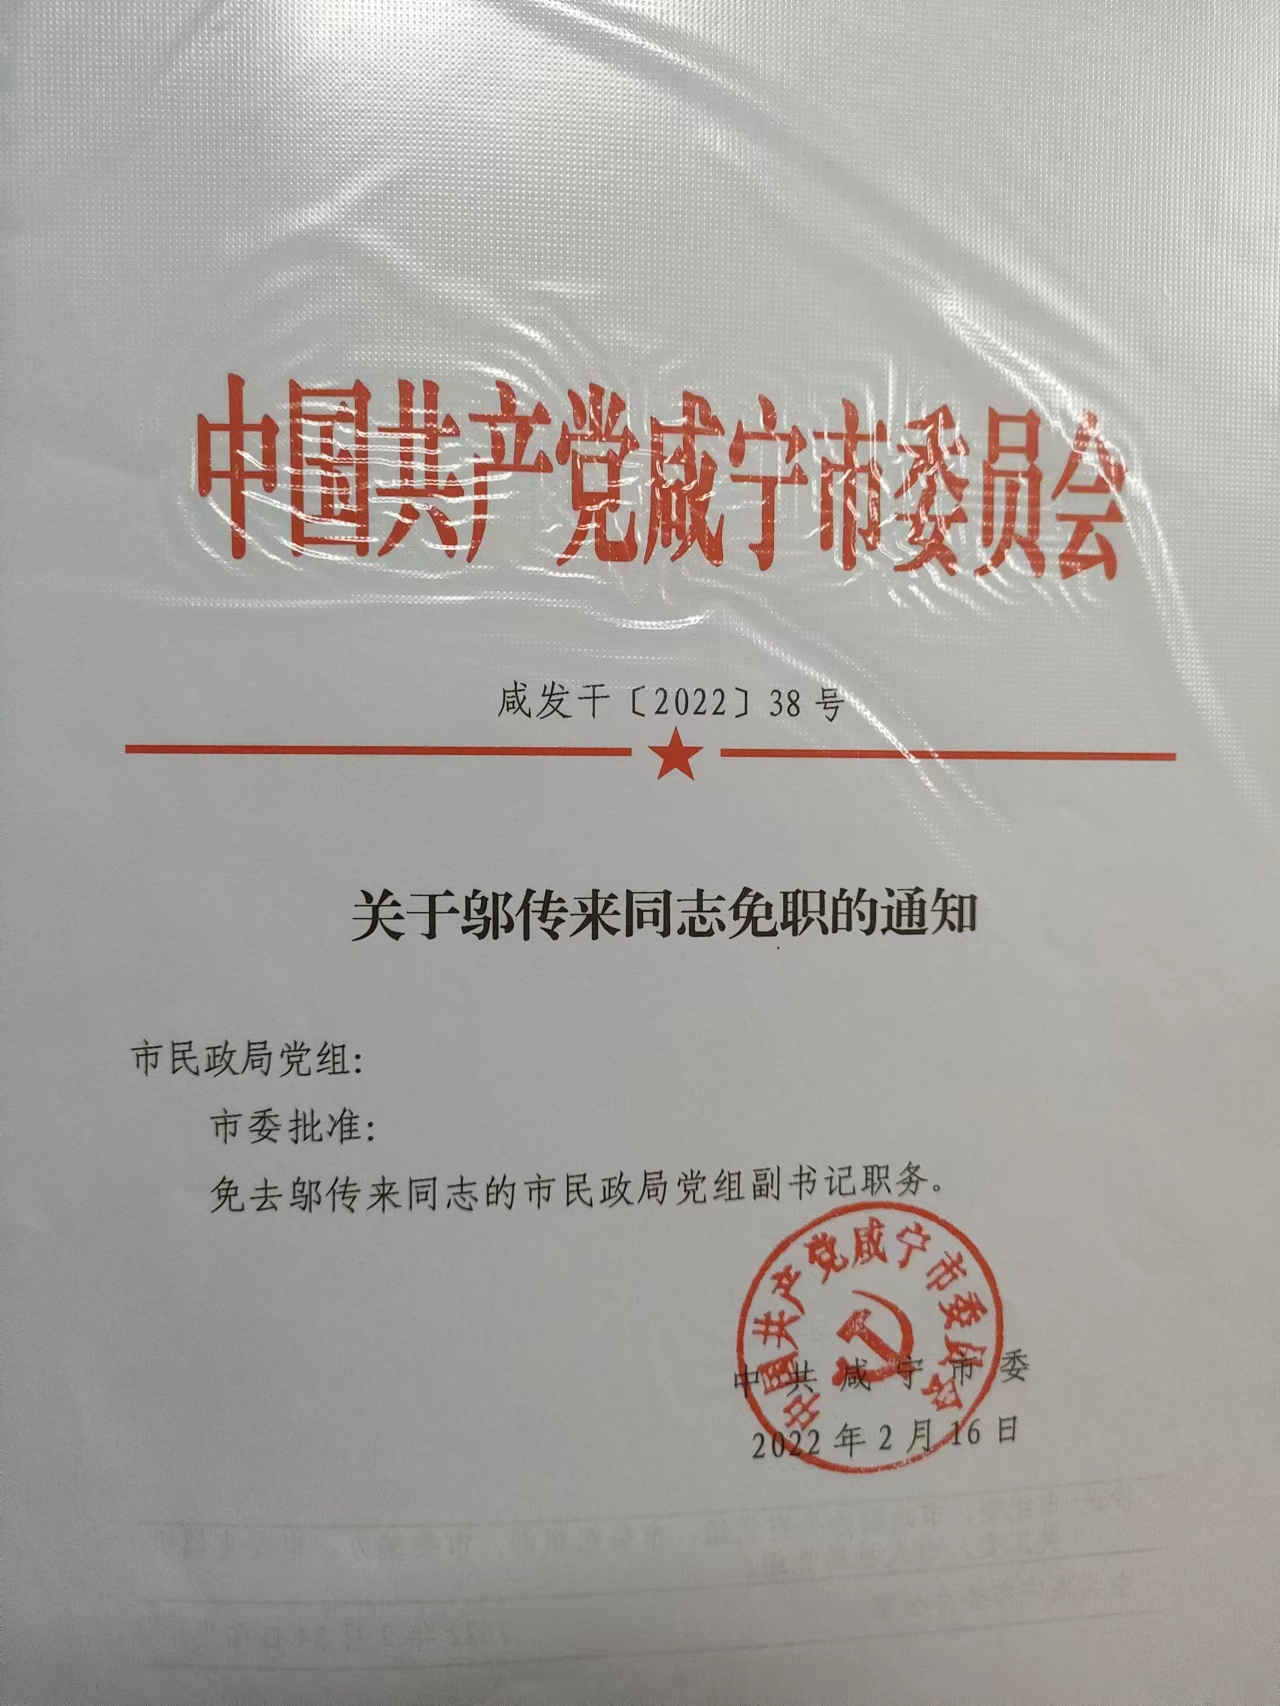 中国共产党咸宁市委员会
咸发干〔2022〕38号
关于邬传来同志免职的通知
市民政局党组：
市委批准：
免去邬传来同志的市民政局党组副书记职务。
中国共产党咸宁市委员会
中共咸宁市委
2022年2月16日